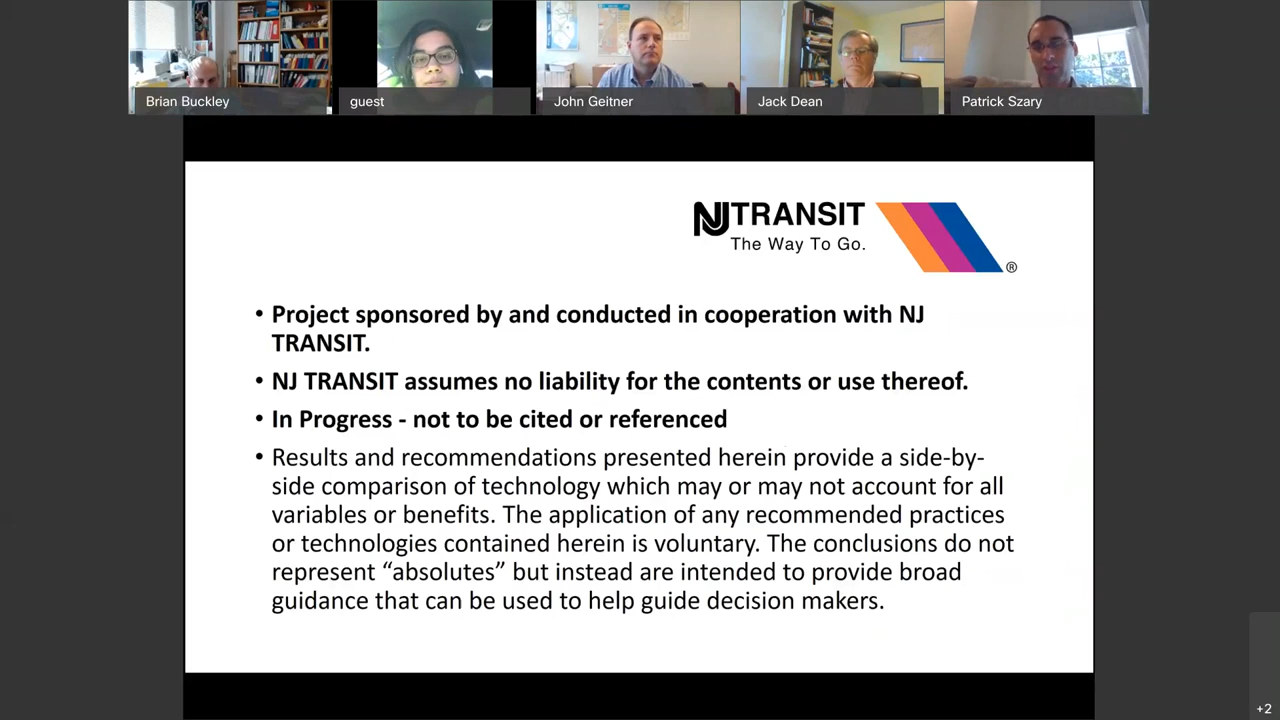 Brian Buckley
guest
John Geitner
Jack Dean
Patrick Szary
NJ TRANSIT
The Way To Go.
®
• Project sponsored by and conducted in cooperation with NJ
TRANSIT.
• NJ TRANSIT assumes no liability for the contents or use thereof.
• In Progress - not to be cited or referenced
• Results and recommendations presented herein provide a side-by-
side comparison of technology which may or may not account for all
variables or benefits. The application of any recommended practices
or technologies contained herein is voluntary. The conclusions do not
represent “absolutes” but instead are intended to provide broad
guidance that can be used to help guide decision makers.
+2